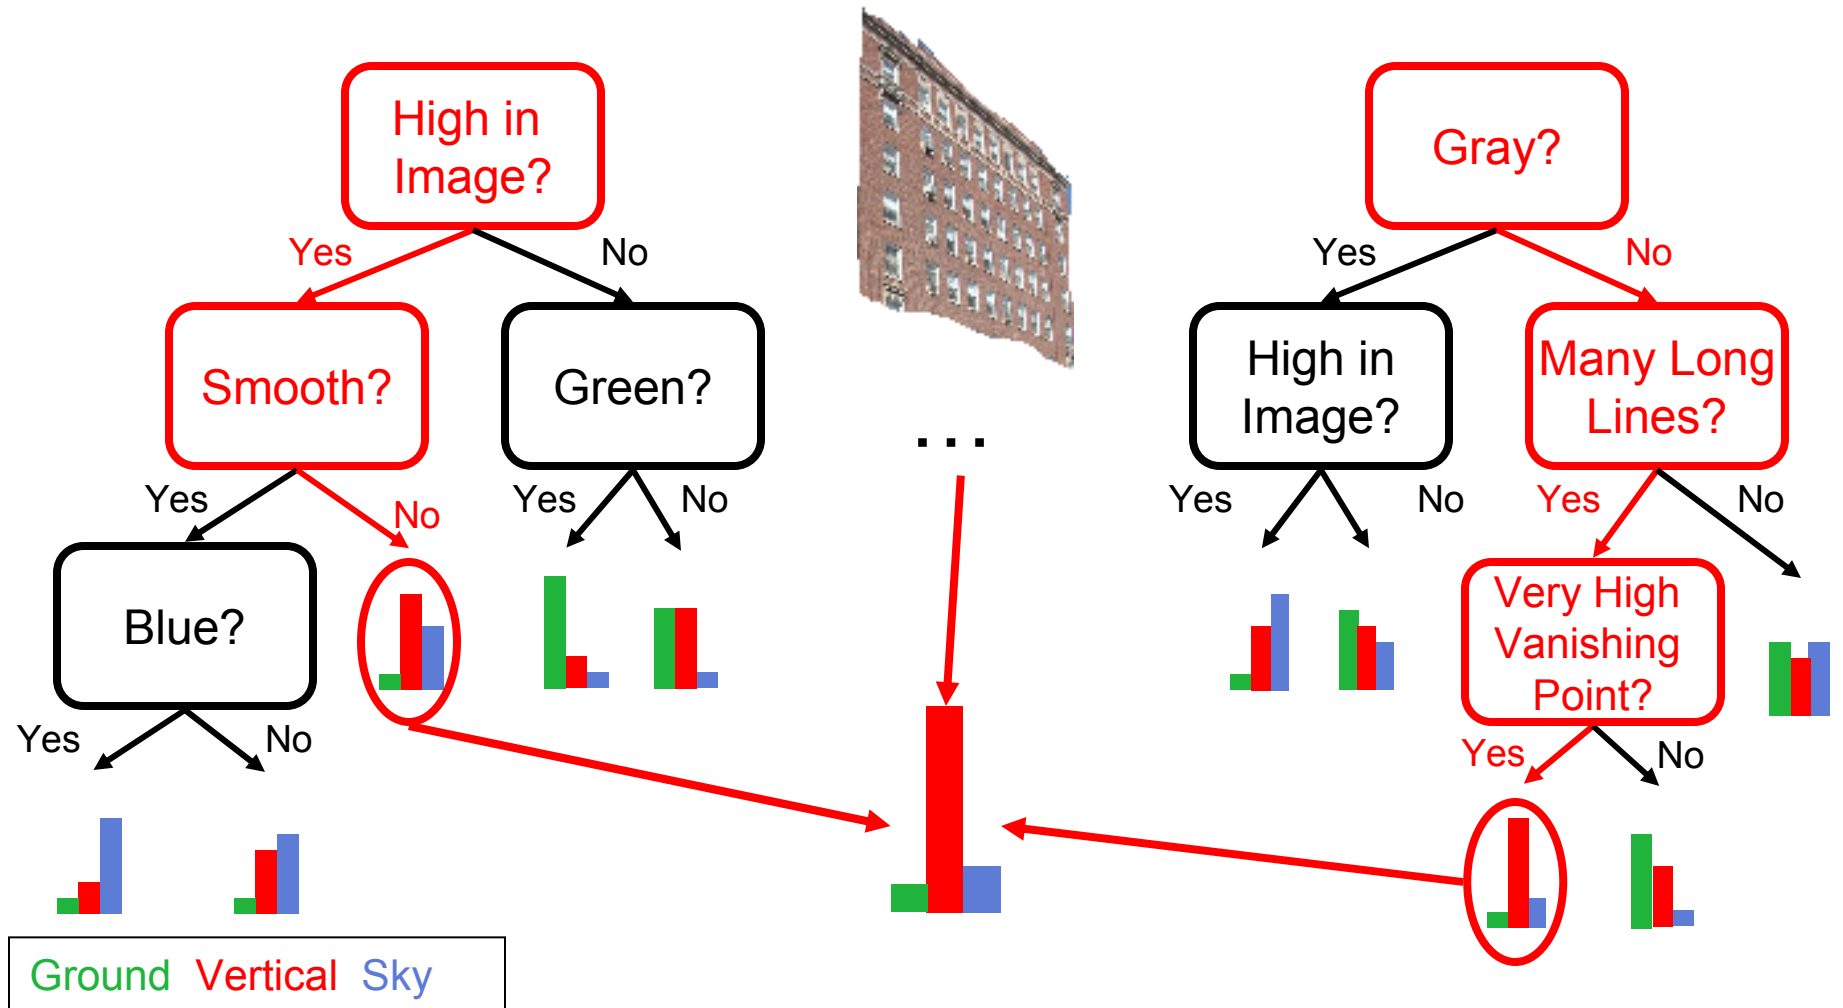 High in
Image?
Gray?
Yes
No
Yes
No
Smooth?
Green?
High in
Image?
Many Long
Lines?
...
Yes
No
Yes
No
Yes
No
Yes
No
Blue?
Very High
Vanishing
Point?
Yes
No
Yes
No
Ground Vertical Sky